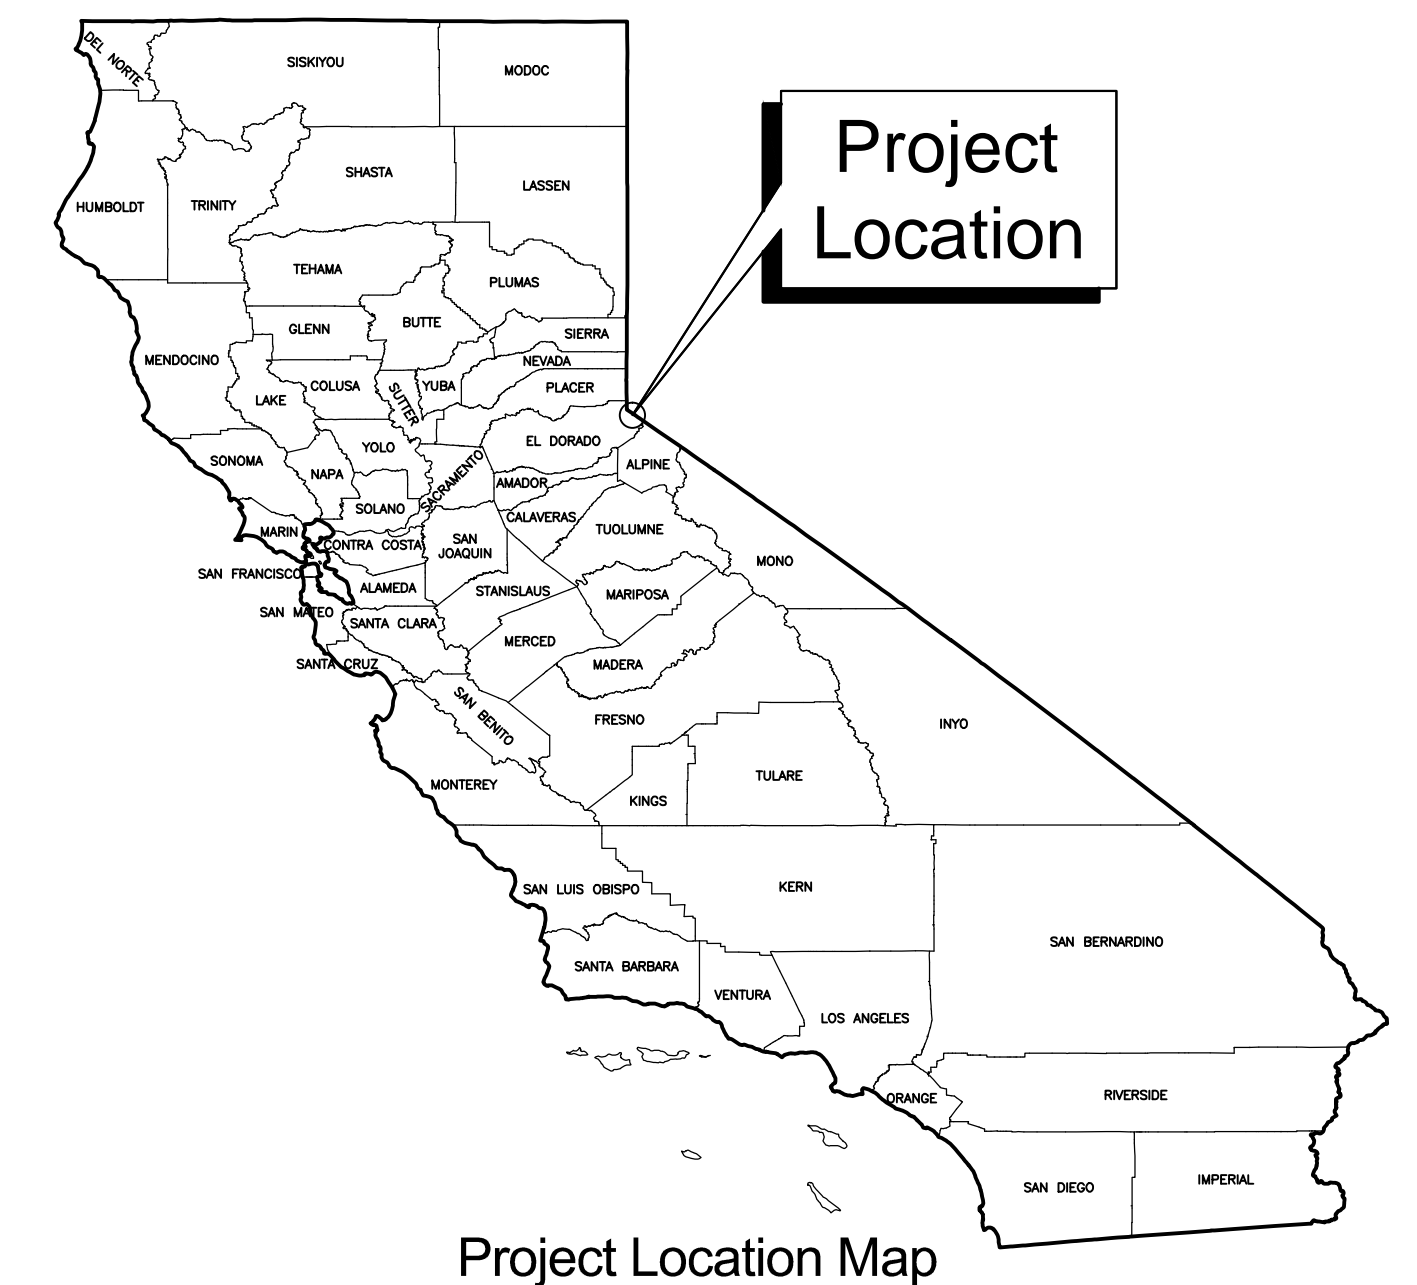 DEL NORTE
SISKIYOU
MODOC
Project
Location
SHASTA
LASSEN
HUMBOLDT
TRINITY
TEHAMA
PLUMAS
GLENN
BUTTE
SIERRA
MENDOCINO
NEVADA
COLUSA
SUTTER
YUBA
PLACER
LAKE
YOLO
EL DORADO
SONOMA
NAPA
SACRAMENTO
ALPINE
AMADOR
SOLANO
CALAVERAS
MARIN
TUOLUMNE
CONTRA COSTA
SAN
JOAQUIN
MONO
SAN FRANCISCO
ALAMEDA
STANISLAUS
MARIPOSA
SAN MATEO
SANTA CLARA
MERCED
SANTA CRUZ
MADERA
SAN BENITO
FRESNO
INYO
MONTEREY
TULARE
KINGS
SAN LUIS OBISPO
KERN
SAN BERNARDINO
SANTA BARBARA
VENTURA
LOS ANGELES
ORANGE
RIVERSIDE
SAN DIEGO
IMPERIAL
Project Location Map